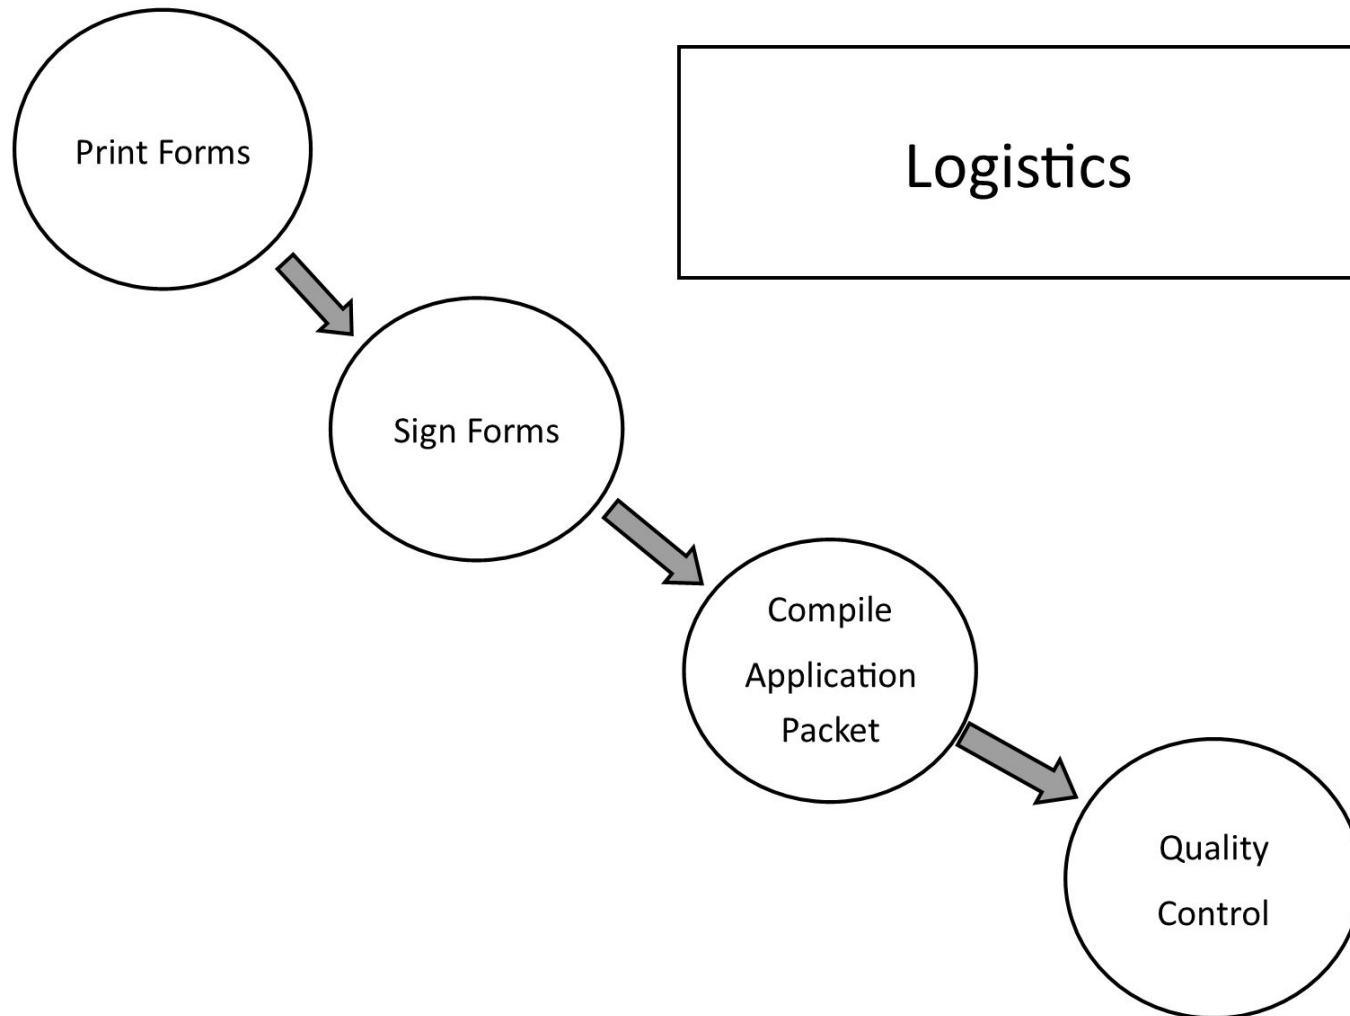 Print Forms
Logistics
Sign Forms
Compile
Application
Packet
Quality
Control